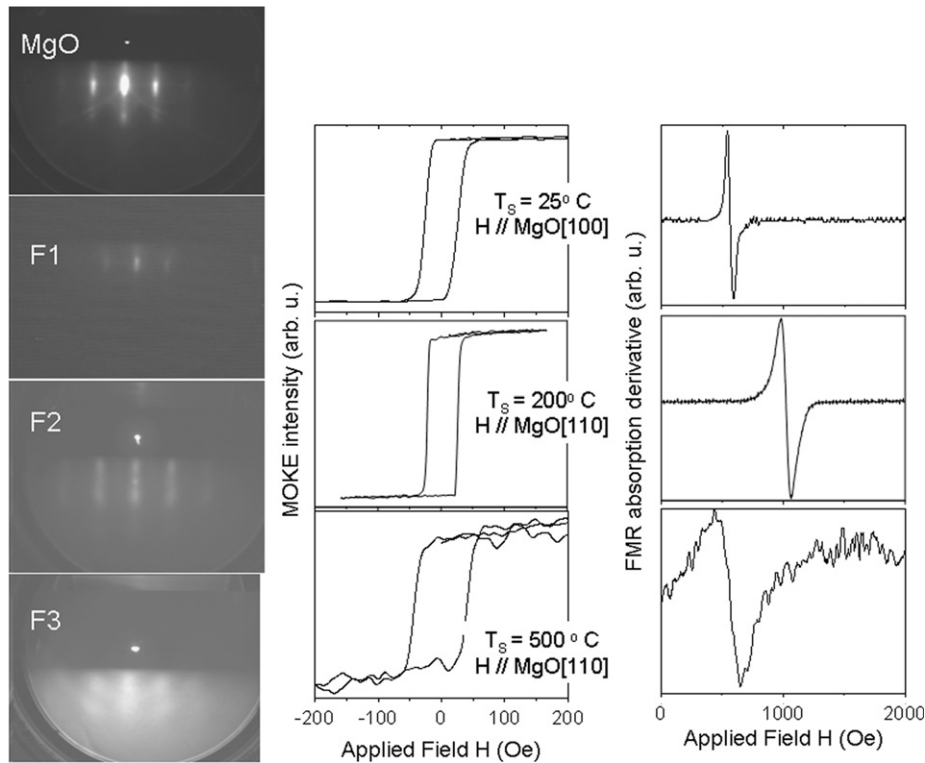 MgO
F1
F2
F3
MOKE intensity (arb. u.)
T_S = 25° C
H // MgO[100]
T_S = 200° C
H // MgO[110]
T_S = 500 ° C
H // MgO[110]
-200 -100 0 100 200
Applied Field H (Oe)
FMR absorption derivative (arb. u.)
0 1000 2000
Applied Field H (Oe)